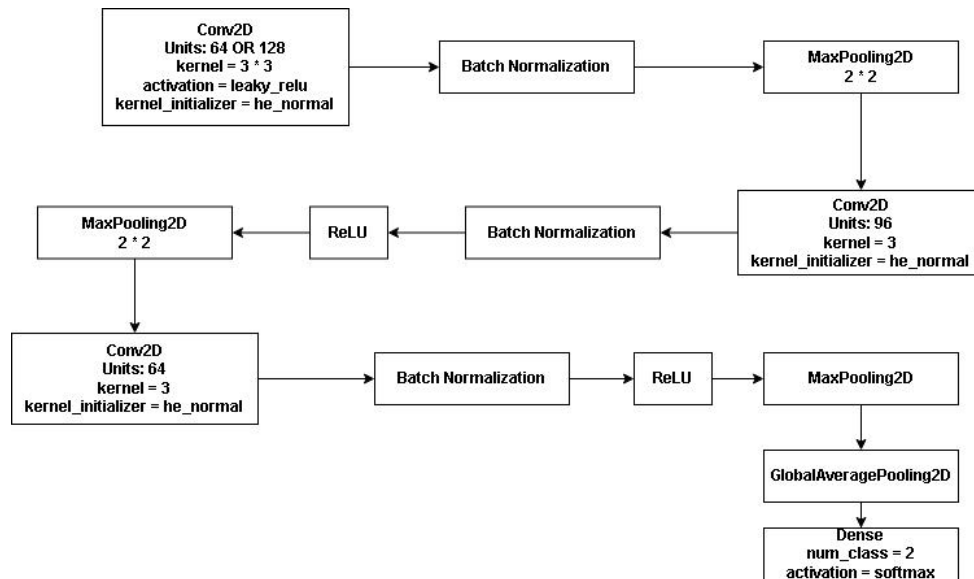 Conv2D
Units: 64 OR 128
kernel = 3 * 3
activation = leaky_relu
kernel_initializer = he_normal
Batch Normalization
MaxPooling2D
2 * 2
Conv2D
Units: 96
kernel = 3
kernel_initializer = he_normal
Batch Normalization
ReLU
MaxPooling2D
2 * 2
Conv2D
Units: 64
kernel = 3
kernel_initializer = he_normal
Batch Normalization
ReLU
MaxPooling2D
GlobalAveragePooling2D
Dense
num_class = 2
activation = softmax